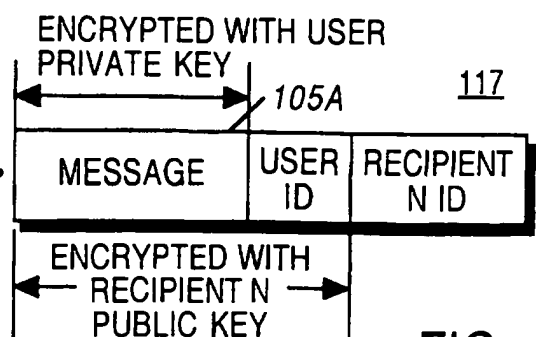 ENCRYPTED WITH USER
PRIVATE KEY
105A
117
MESSAGE
USER
ID
RECIPIENT
N ID
ENCRYPTED WITH
RECIPIENT N
PUBLIC KEY